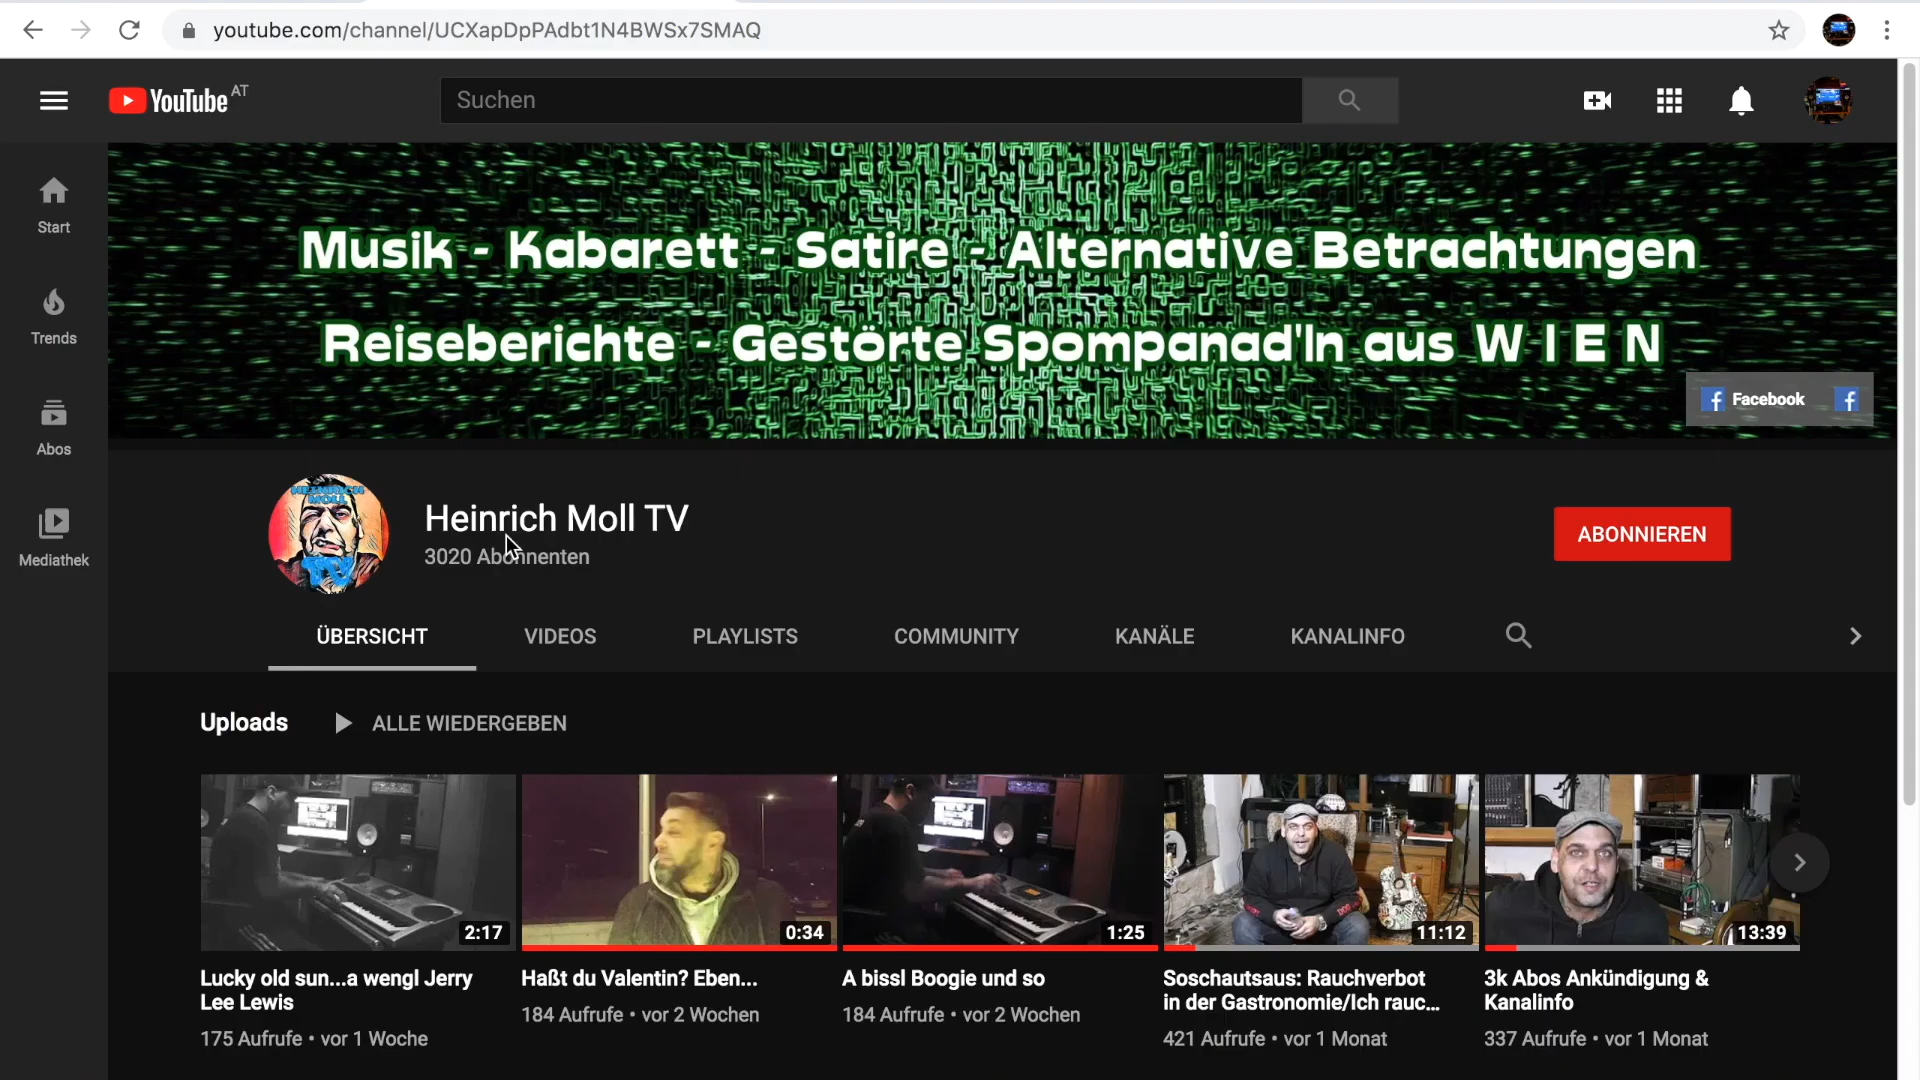 youtube.com/channel/UCXapDpPAdbt1N4BWSx7SMAQ
YouTube AT
Suchen
Start
Trends
Abos
Mediathek
Musik - Kabarett - Satire - Alternative Betrachtungen
Reiseberichte - Gestörte Spompanad'ln aus W I E N
Facebook
HEINRICH
MOLL
TV
Heinrich Moll TV
3020 Abonnenten
ABONNIEREN
ÜBERSICHT VIDEOS PLAYLISTS COMMUNITY KANÄLE KANALINFO
Uploads ALLE WIEDERGEBEN
2:17 0:34 1:25 11:12 13:39
Lucky old sun...a wengl Jerry
Lee Lewis
175 Aufrufe • vor 1 Woche
Haßt du Valentin? Eben...
184 Aufrufe • vor 2 Wochen
A bissl Boogie und so
184 Aufrufe • vor 2 Wochen
Soschautsaus: Rauchverbot
in der Gastronomie/Ich rauc...
421 Aufrufe • vor 1 Monat
3k Abos Ankündigung &
Kanalinfo
337 Aufrufe • vor 1 Monat